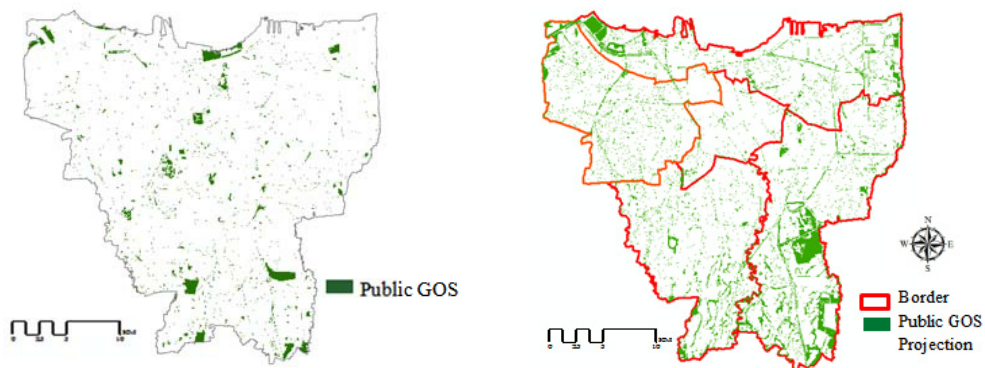 Public GOS
N
W E
S
Border
Public GOS
Projection